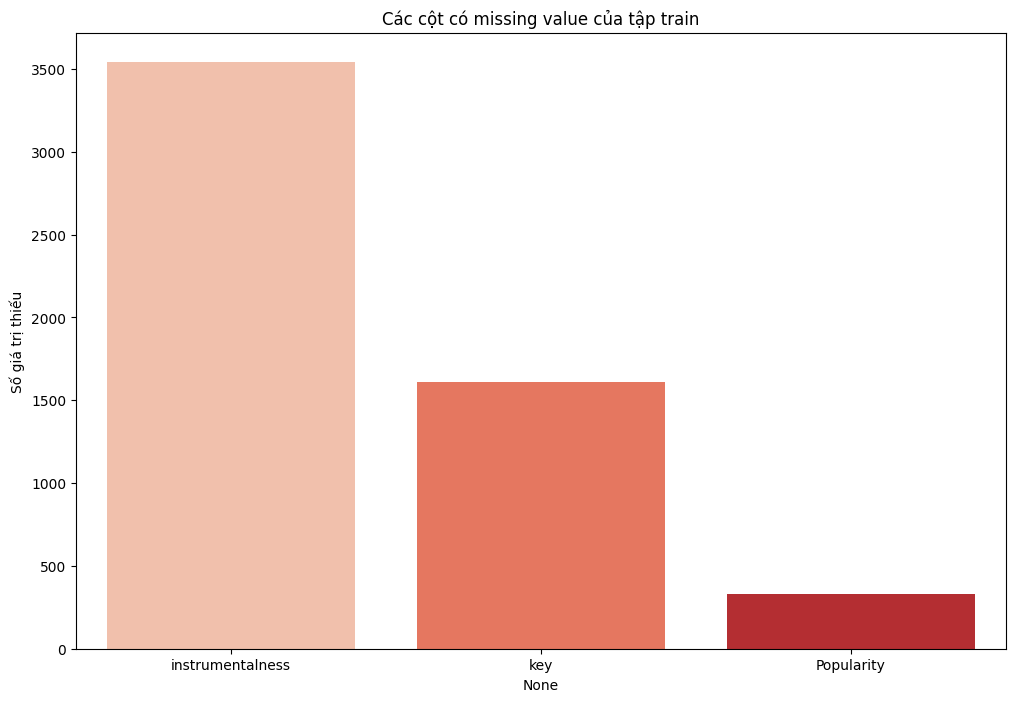 Các cột có missing value của tập train
Số giá trị thiếu
3500
3000
2500
2000
1500
1000
500
0
instrumentalness
key
Popularity
None